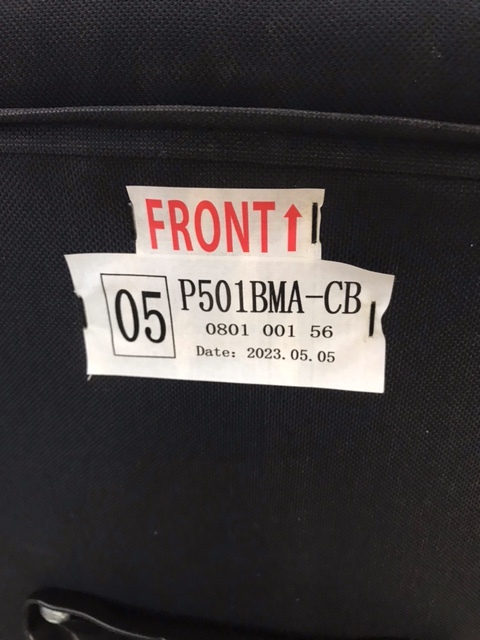 FRONT↑
05
P501BMA-CB
0801 001 56
Date: 2023.05.05